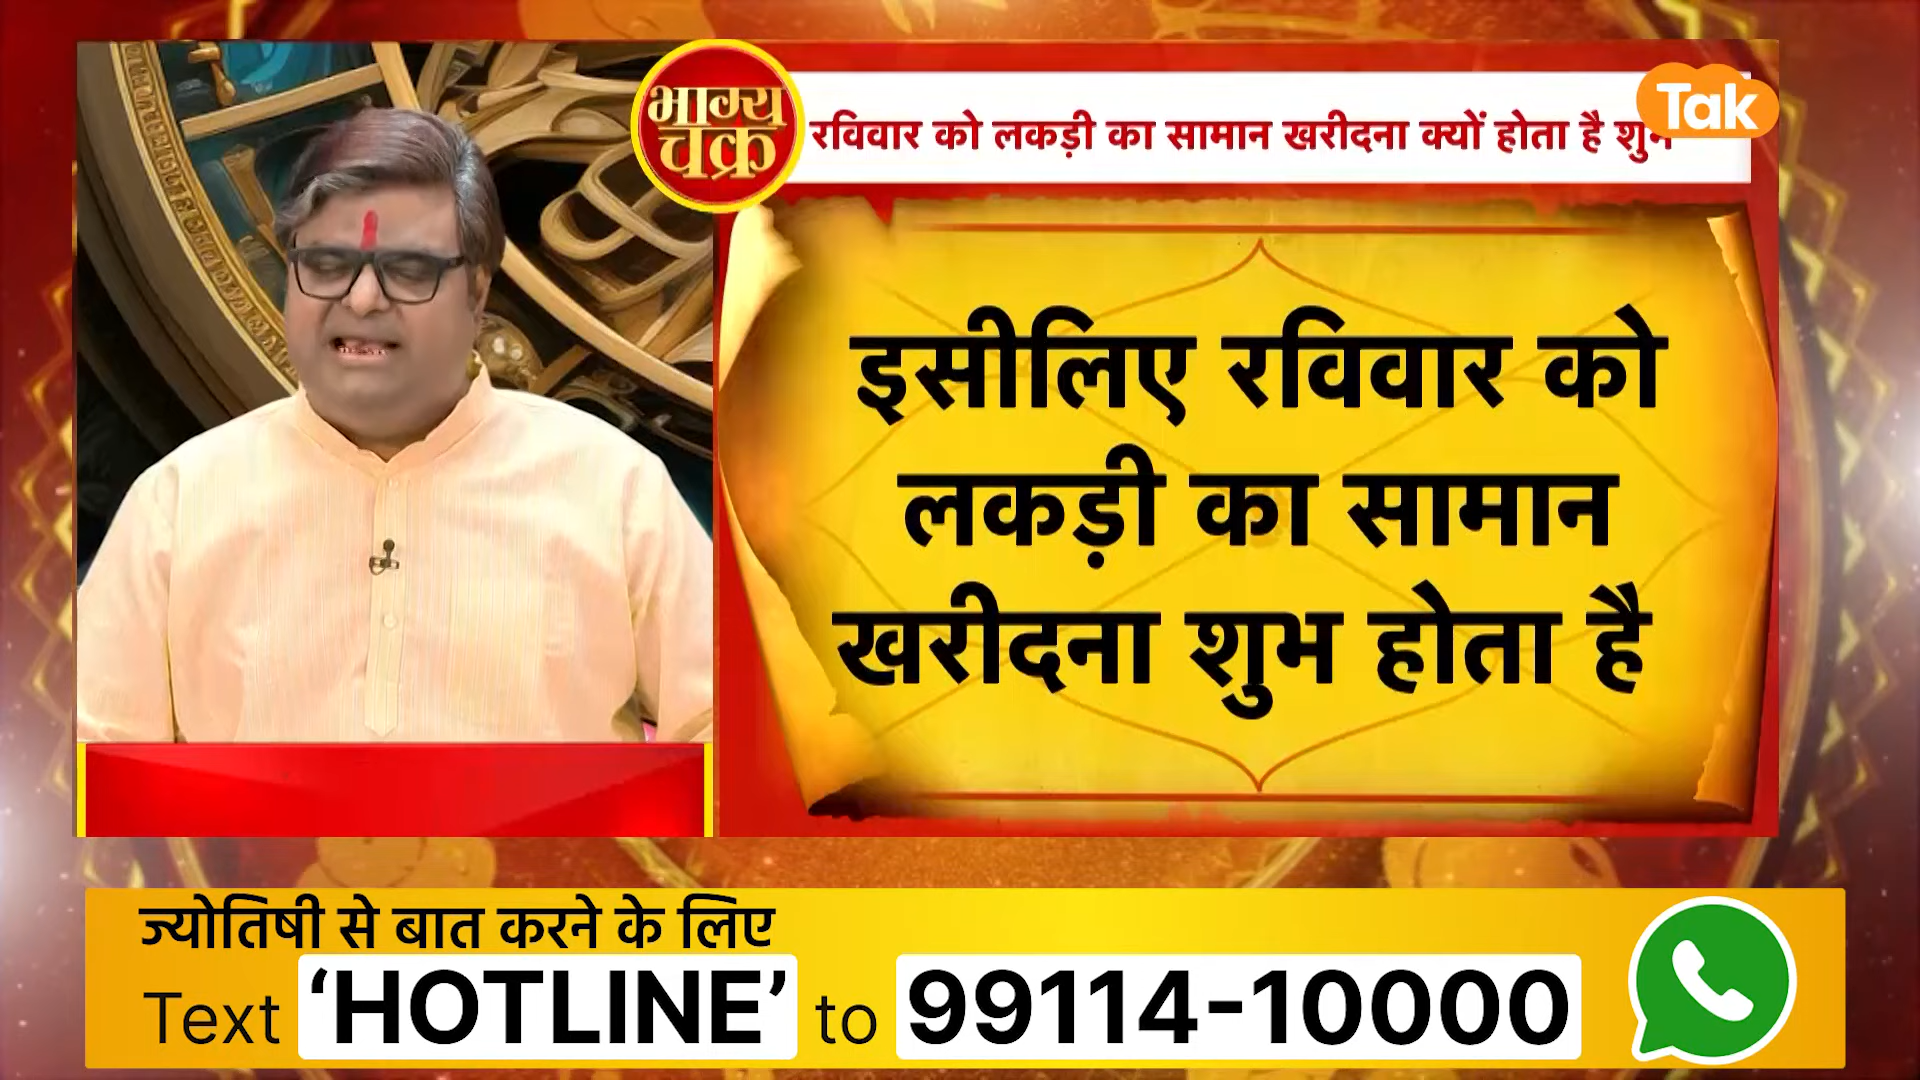 भाग्य
चक्र
रविवार को लकड़ी का सामान खरीदना क्यों होता है
Tak
इसीलिए रविवार को
लकड़ी का सामान
खरीदना शुभ होता है
ज्योतिषी से बात करने के लिए
Text ‘HOTLINE’ to 99114-10000